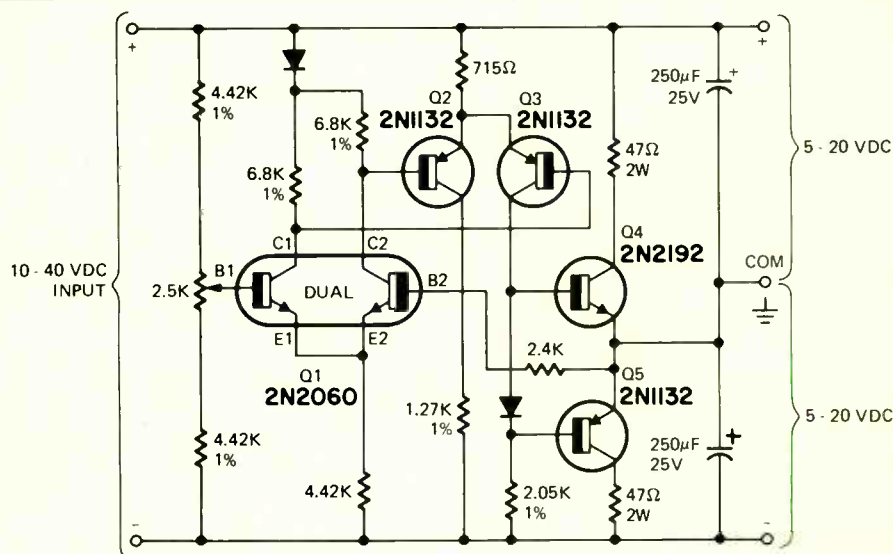 +
4.42K
1%
6.8K
1%
6.8K
1%
715Ω
Q2
2N1132
Q3
2N1132
250µF
25V
+
+
5 - 20 VDC
47Ω
2W
C1
C2
Q4
2N2192
10 - 40 VDC
INPUT
2.5K
B1
DUAL
B2
COM
E1
E2
Q1
2N2060
2.4K
Q5
2N1132
1.27K
1%
4.42K
1%
4.42K
2.05K
1%
47Ω
2W
250µF
25V
+
5 - 20 VDC
-
-